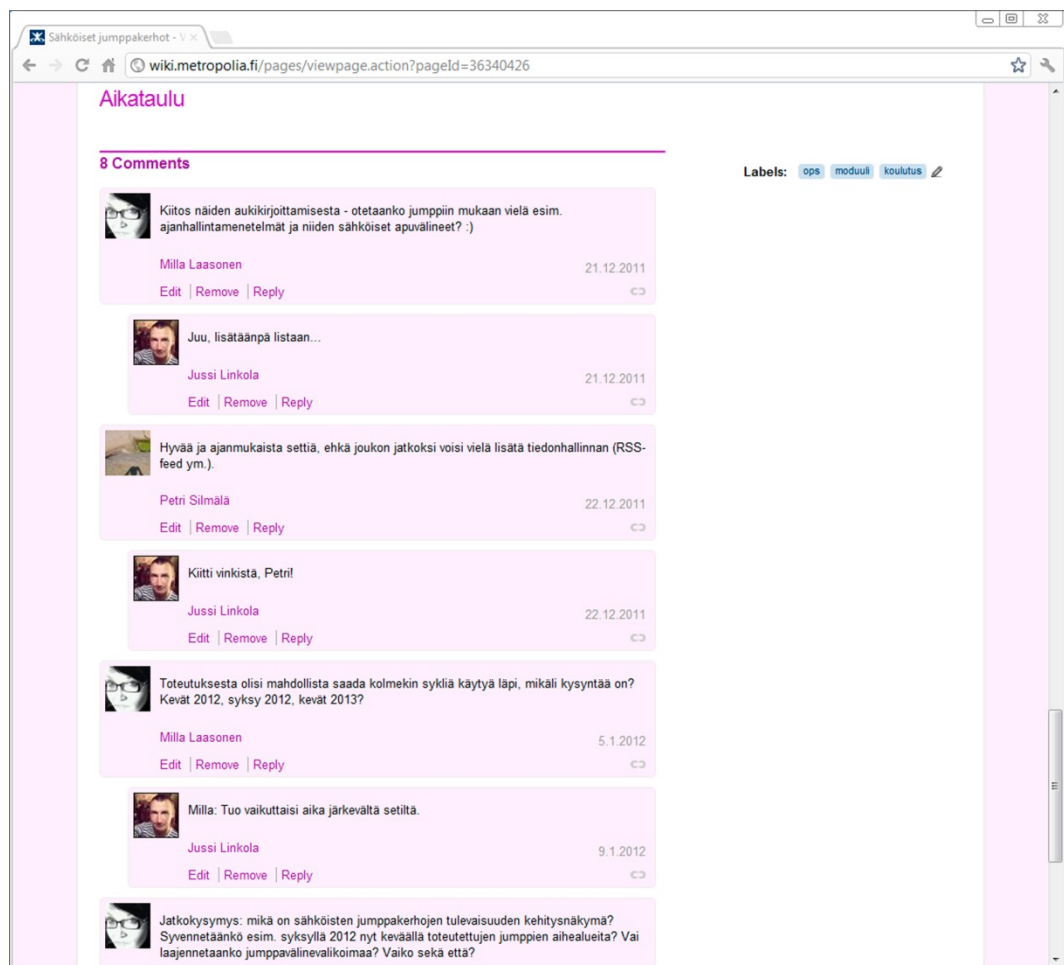 Sähköiset jumppakerhot - V
wiki.metropolia.fi/pages/viewpage.action?pageId=36340426
Aikataulu
8 Comments
Labels: ops moduuli koulutus
Kiitos näiden aukikirjoittamisesta - otetaanko jumppiin mukaan vielä esim.
ajanhallintamenetelmät ja niiden sähköiset apuvälineet? :)
Milla Laasonen
21.12.2011
Edit | Remove | Reply
Juu, lisätäänpä listaan...
Jussi Linkola
21.12.2011
Edit | Remove | Reply
Hyvää ja ajanmukaista settiä, ehkä joukon jatkoksi voisi vielä lisätä tiedonhallinnan (RSS-
feed ym.).
Petri Silmälä
22.12.2011
Edit | Remove | Reply
Kiitti vinkistä, Petri!
Jussi Linkola
22.12.2011
Edit | Remove | Reply
Toteutuksesta olisi mahdollista saada kolmekin sykliä käytyä läpi, mikäli kysyntää on?
Kevät 2012, syksy 2012, kevät 2013?
Milla Laasonen
5.1.2012
Edit | Remove | Reply
Milla: Tuo vaikuttaisi aika järkevältä setiltä.
Jussi Linkola
9.1.2012
Edit | Remove | Reply
Jatkokysymys: mikä on sähköisten jumppakerhojen tulevaisuuden kehitysnäkymä?
Syvennetäänkö esim. syksyllä 2012 nyt keväällä toteutettujen jumppien aihealueita? Vai
laajennetaanko jumppavälinevalikoimaa? Vaiko sekä että?